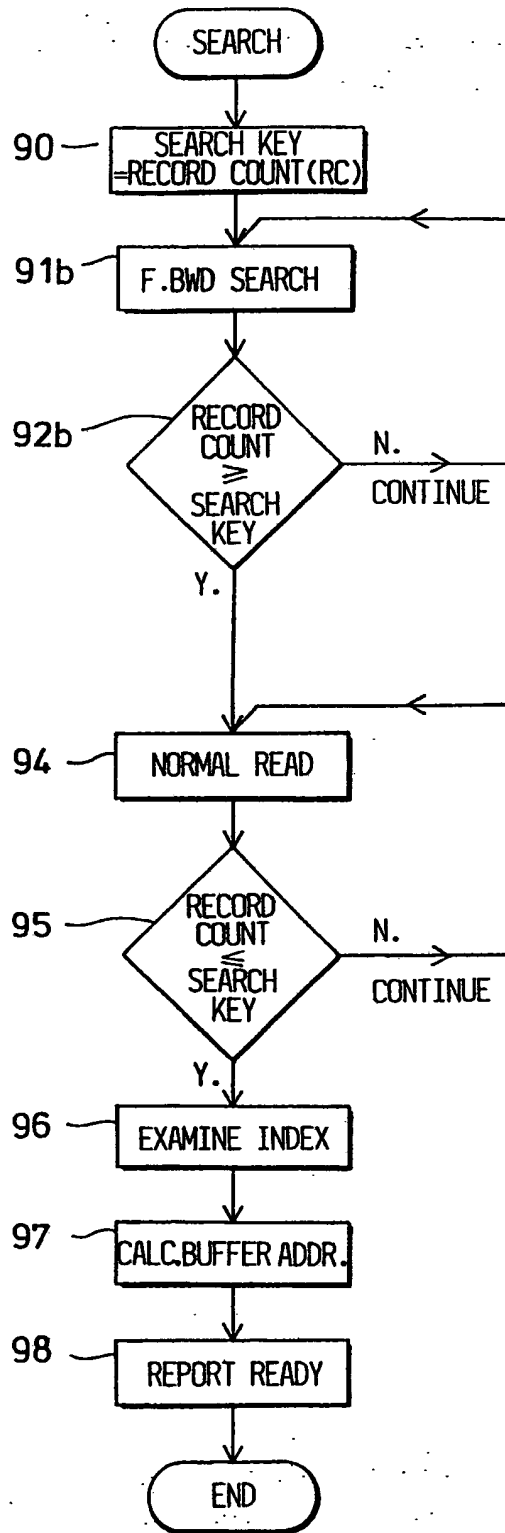 SEARCH
90
SEARCH KEY
=RECORD COUNT(RC)
91b
F.BWD SEARCH
92b
RECORD
COUNT
≥
SEARCH
KEY
N.
CONTINUE
Y.
94
NORMAL READ
95
RECORD
COUNT
≤
SEARCH
KEY
N.
CONTINUE
Y.
96
EXAMINE INDEX
97
CALC.BUFFER ADDR.
98
REPORT READY
END